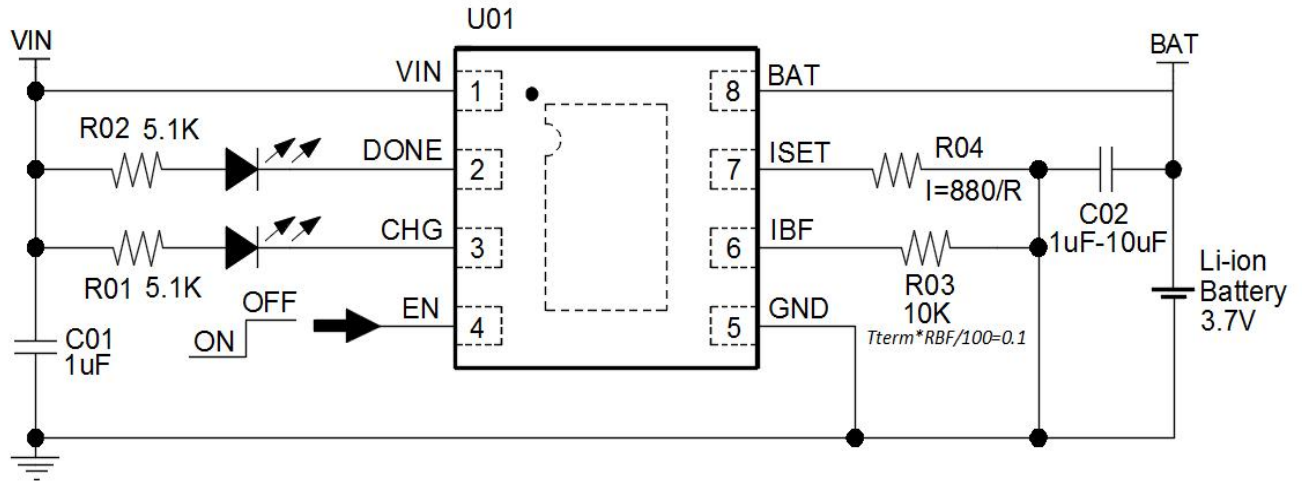 U01
VIN
BAT
VIN
1
8
BAT
R02 5.1K
DONE
2
7
ISET
R04
I=880/R
CHG
3
6
IBF
C02
1uF-10uF
R01 5.1K
R03
10K
Tterm*RBF/100=0.1
Li-ion
Battery
3.7V
OFF
ON
EN
4
5
GND
C01
1uF